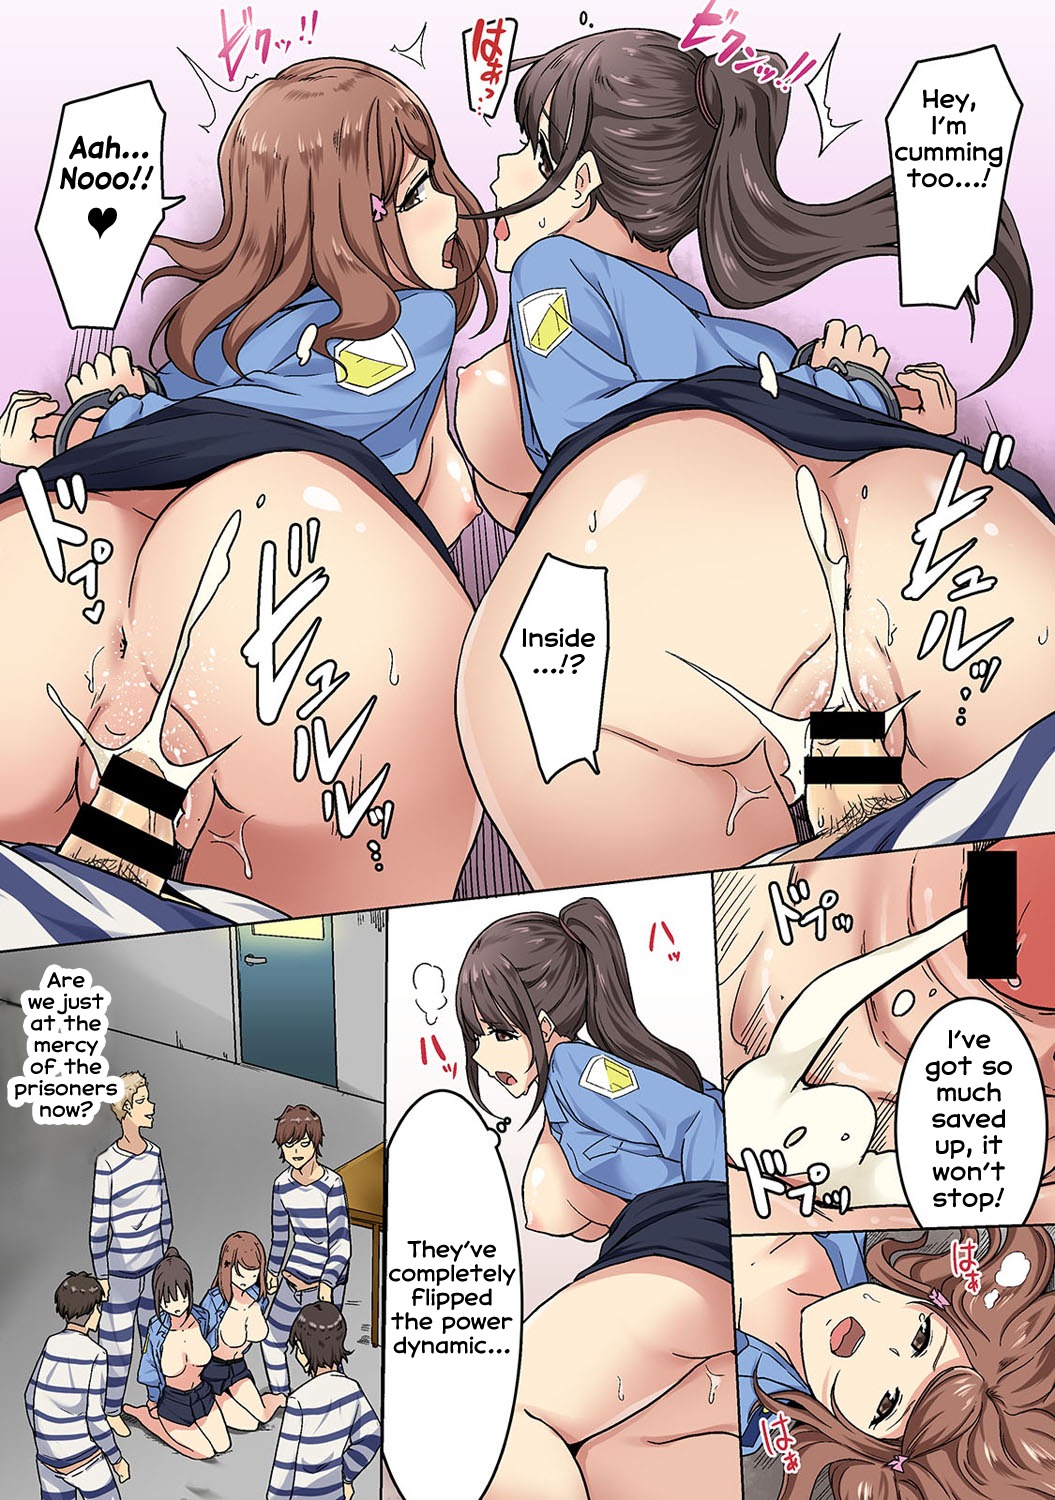 ビクッ!!
はぁっ…
ビクンッ!!
Hey,
I'm
cumming
too...!
Aah...
Nooo!!
♥
ドプィ♥
ビュルルルッ…
Inside
...!?
ビュルルッ…
ドプッ
I've
got so
much
saved
up, it
won't
stop!
ドプッ
ハッ
ハッ
They've
completely
flipped
the power
dynamic...
はぁ
はぁ
Are
we just
at the
mercy
of the
prisoners
now?